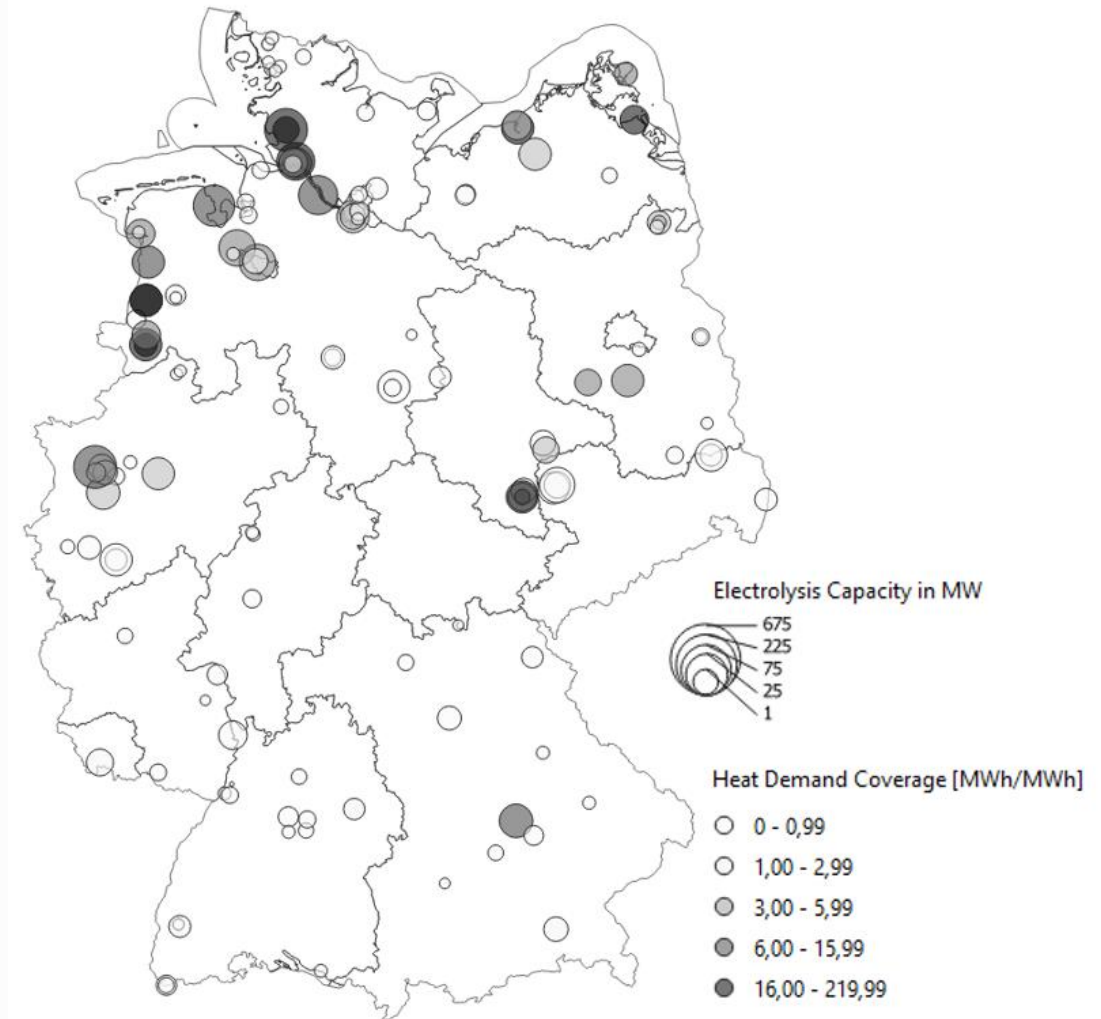 Electrolysis Capacity in MW
675
225
75
25
1
Heat Demand Coverage [MWh/MWh]
0 - 0,99
1,00 - 2,99
3,00 - 5,99
6,00 - 15,99
16,00 - 219,99